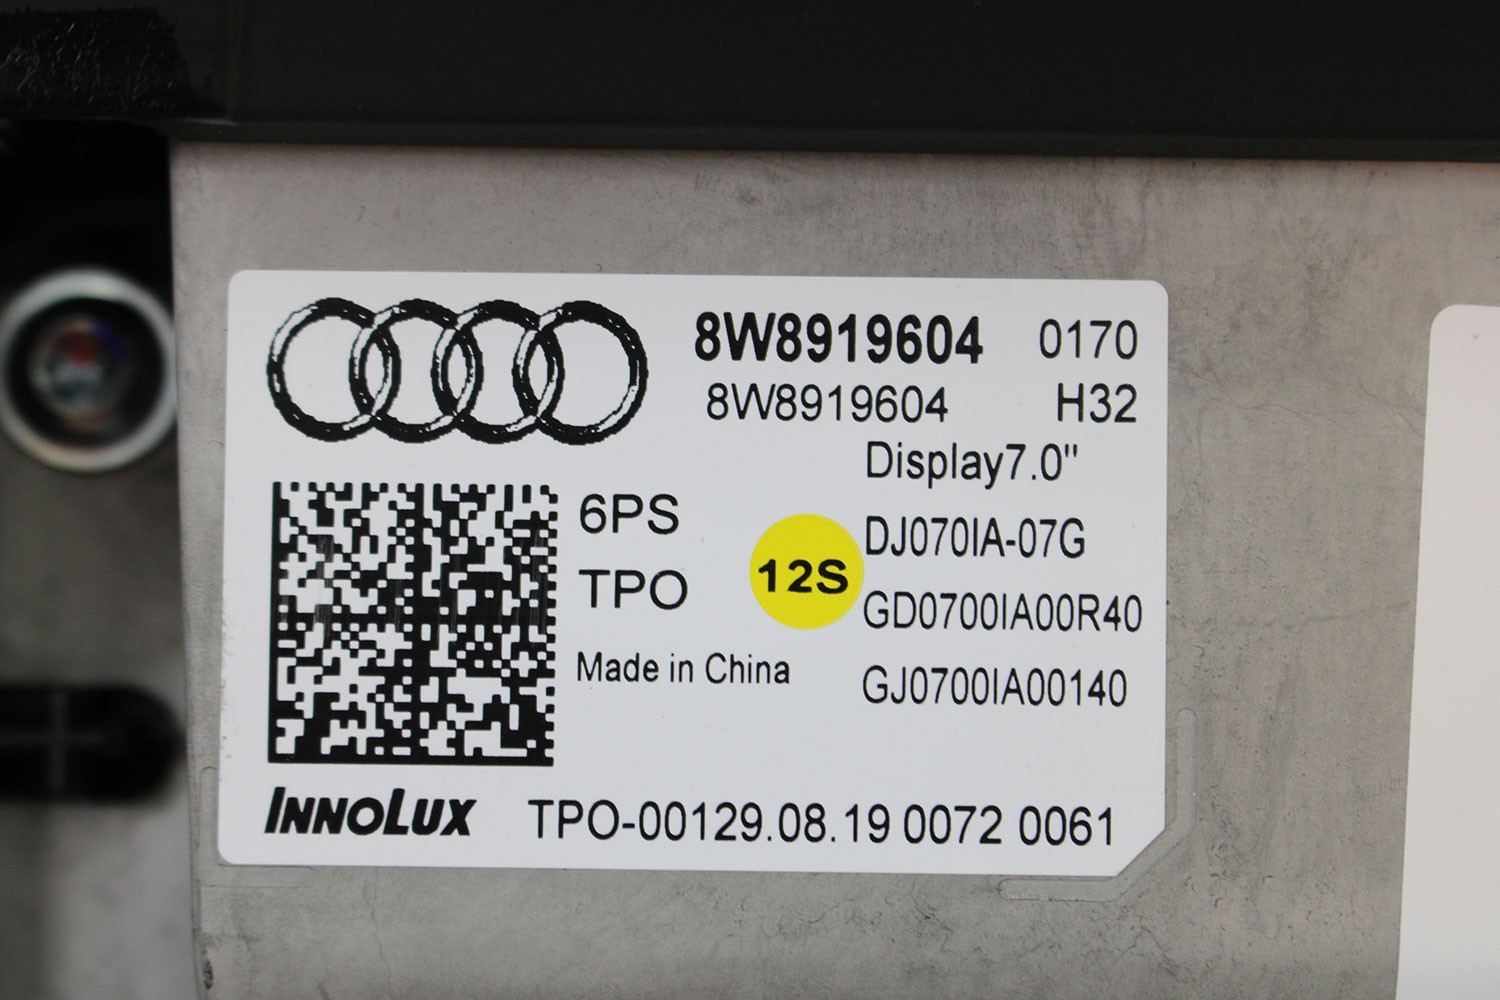 8W8919604 0170
8W8919604 H32
Display7.0"
6PS
TPO
12S
DJ070IA-07G
GD0700IA00R40
Made in China
GJ0700IA00140
INNOLUX TPO-00129.08.19 0072 0061